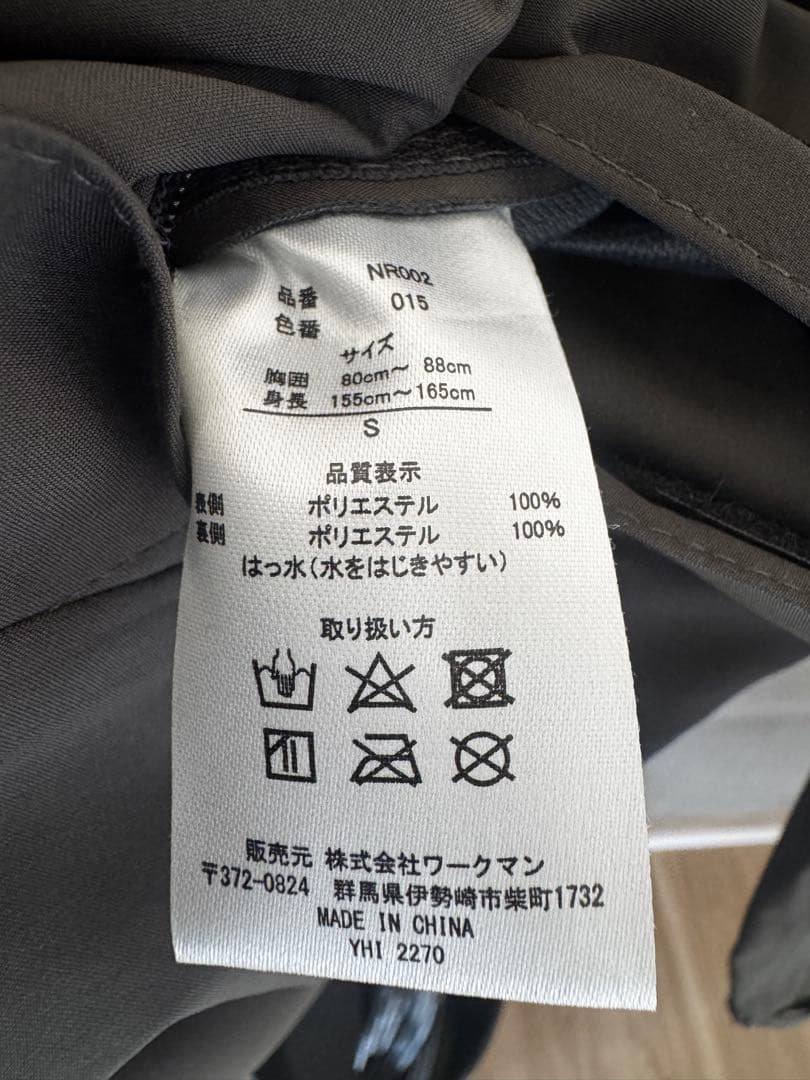 品番 NR002
色番 015
サイズ
胸囲 80cm～ 88cm
身長 155cm～165cm
S
品質表示
表側 ポリエステル 100%
裏側 ポリエステル 100%
はっ水(水をはじきやすい)
取り扱い方
販売元 株式会社ワークマン
〒372-0824 群馬県伊勢崎市柴町1732
MADE IN CHINA
YHI 2270